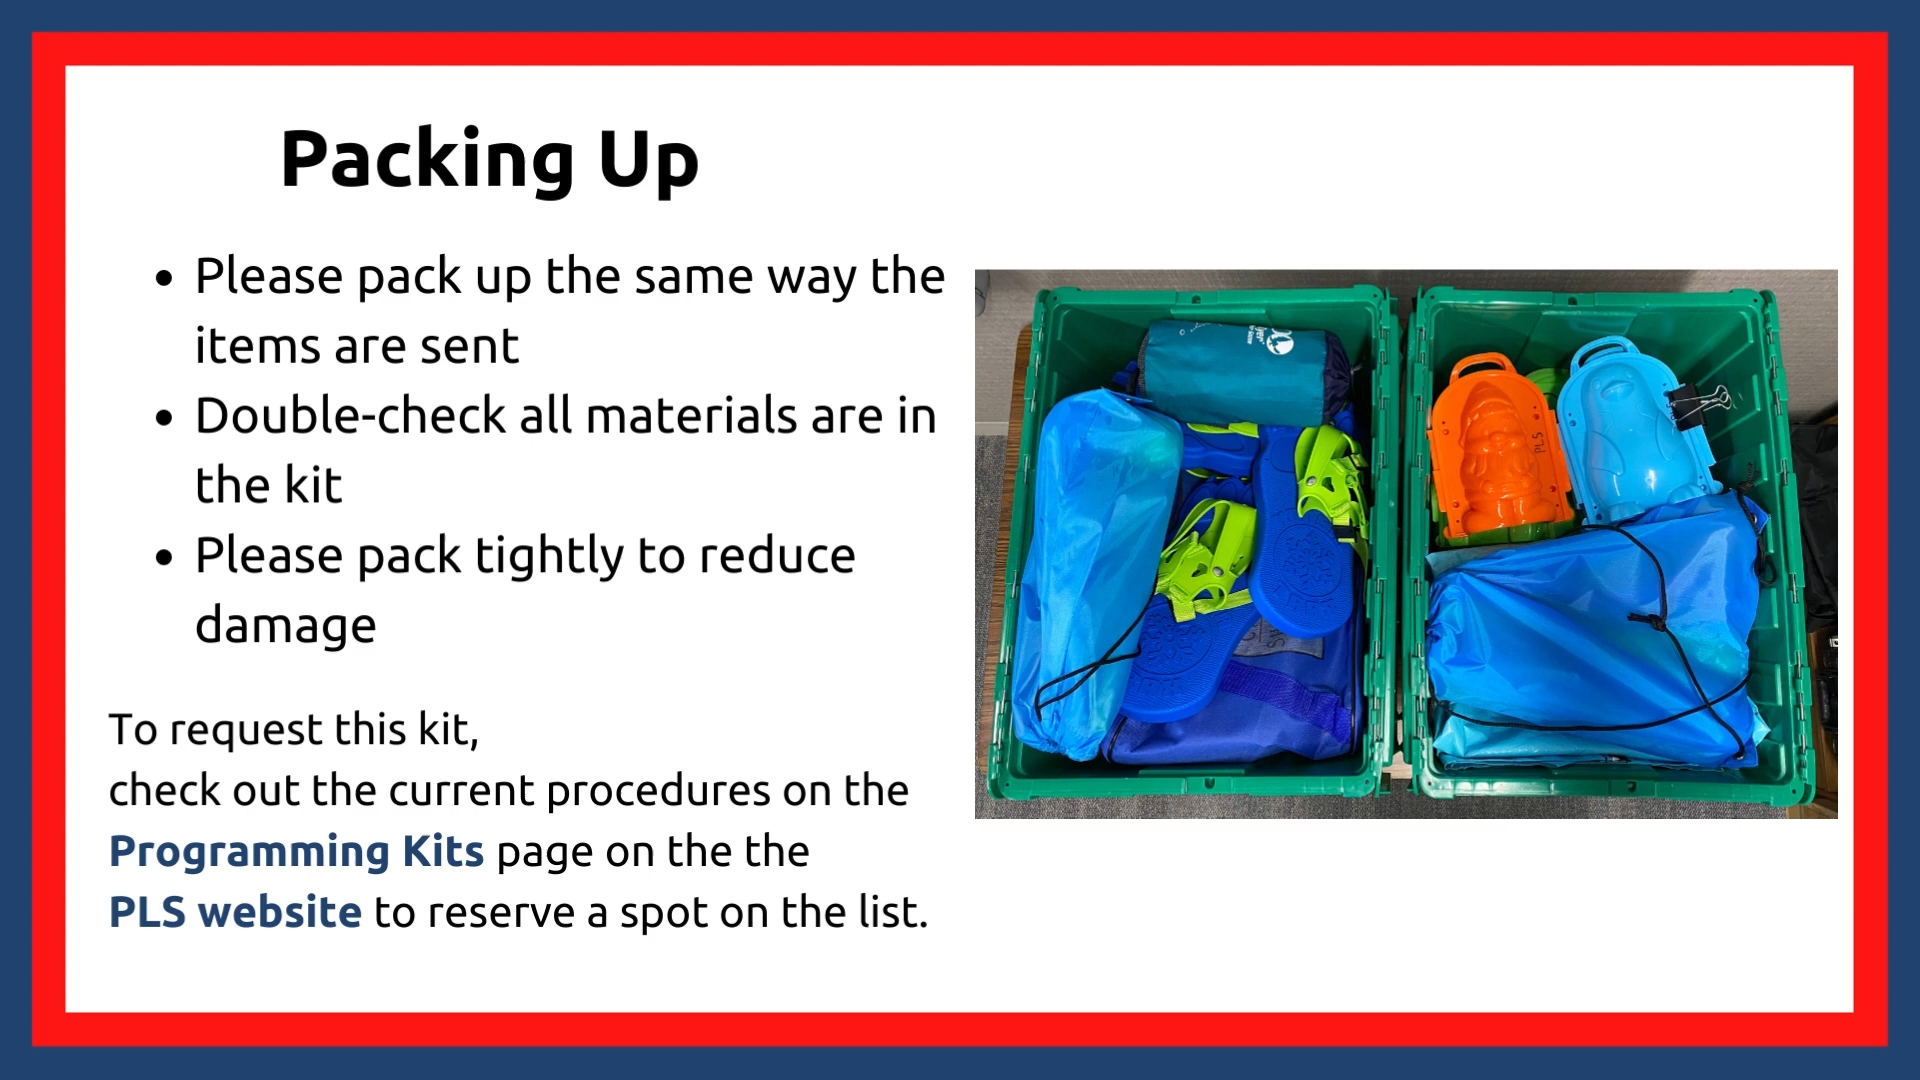 Packing Up
• Please pack up the same way the
items are sent
• Double-check all materials are in
the kit
• Please pack tightly to reduce
damage
To request this kit,
check out the current procedures on the
Programming Kits page on the the
PLS website to reserve a spot on the list.
PLS